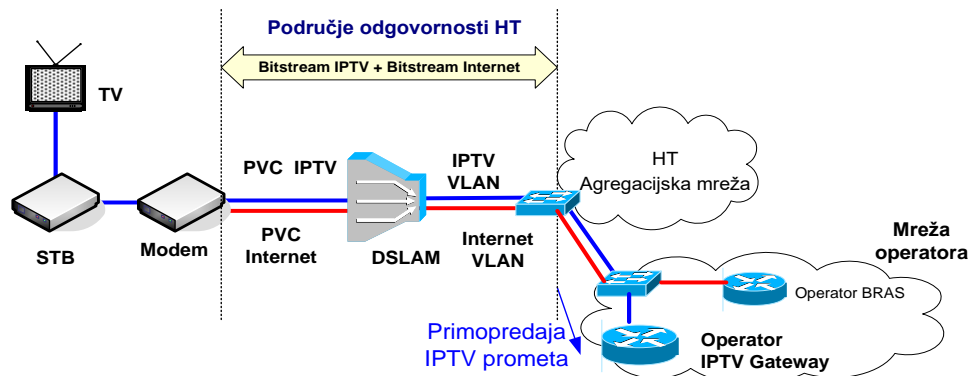 Područje odgovornosti HT
Bitstream IPTV + Bitstream Internet
TV
STB
Modem
PVC IPTV
PVC
Internet
DSLAM
IPTV
VLAN
Internet
VLAN
HT
Agregacijska mreža
Mreža
operatora
Operator BRAS
Primopredaja
IPTV prometa
Operator
IPTV Gateway